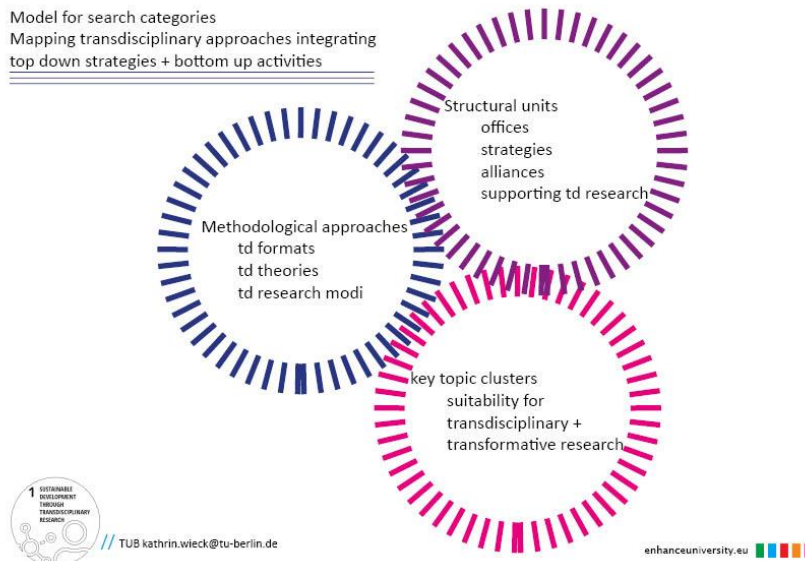 Model for search categories
Mapping transdisciplinary approaches integrating
top down strategies + bottom up activities
Structural units
offices
strategies
alliances
supporting td research
Methodological approaches
td formats
td theories
td research modi
key topic clusters
suitability for
transdisciplinary +
transformative research
1 SUSTAINABLE
DEVELOPMENT
THROUGH
TRANSDISCIPLINARY
RESEARCH
// TUB kathrin.wieck@tu-berlin.de
enhanceuniversity.eu